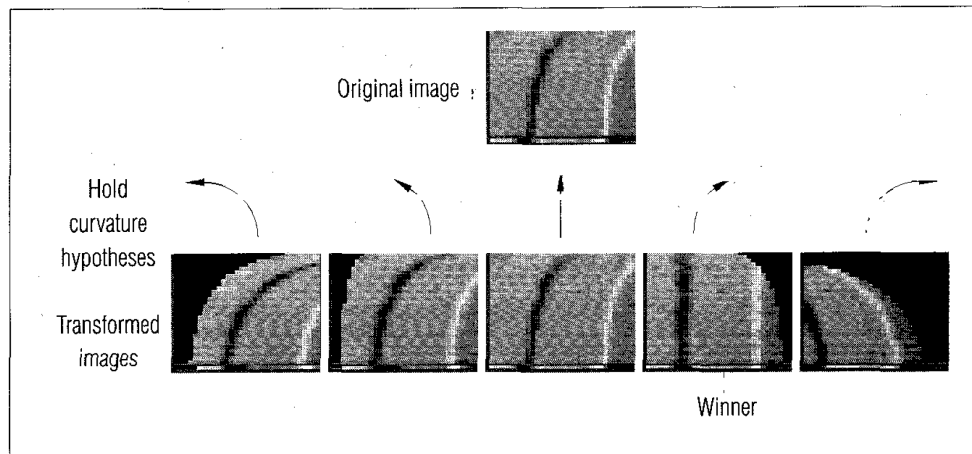 Original image
Hold
curvature
hypotheses
Transformed
images
Winner